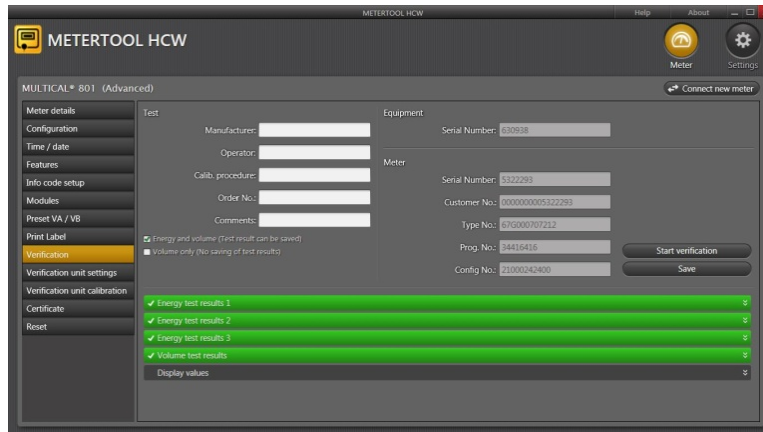 METERTOOL HCW
Help
About
METERTOOL HCW
Meter
Settings
MULTICAL® 801 (Advanced)
Connect new meter
Meter details
Configuration
Time / date
Features
Info code setup
Modules
Preset VA / VB
Print Label
Verification
Verification unit settings
Verification unit calibration
Certificate
Reset
Test
Manufacturer:
Operator:
Calib. procedure:
Order No.:
Comments:
Energy and volume (Test result can be saved)
Volume only (No saving of test results)
Equipment
Serial Number: 630938
Meter
Serial Number: 5322293
Customer No.: 0000000005322293
Type No.: 67G000707212
Prog. No.: 34416416
Config No.: 21000242400
Start verification
Save
Energy test results 1
Energy test results 2
Energy test results 3
Volume test results
Display values